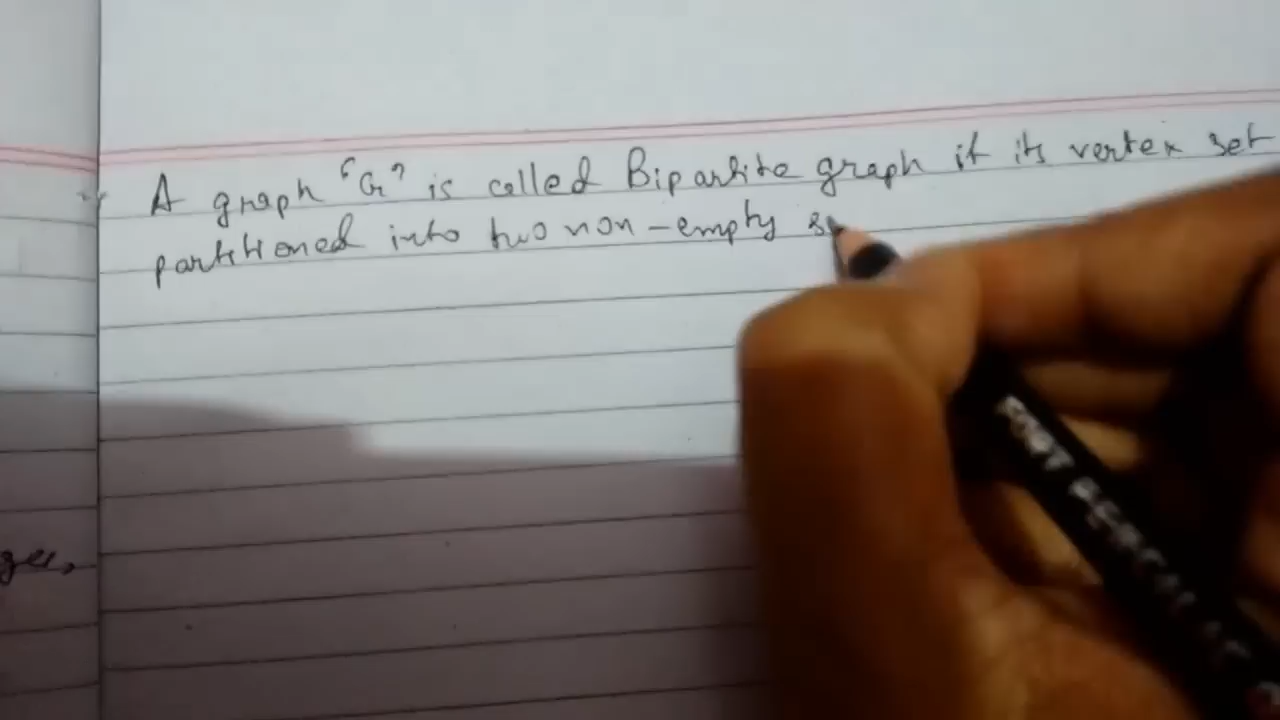 A graph "G" is called Bipartite graph if its vertex set
partitioned into two non-empty s